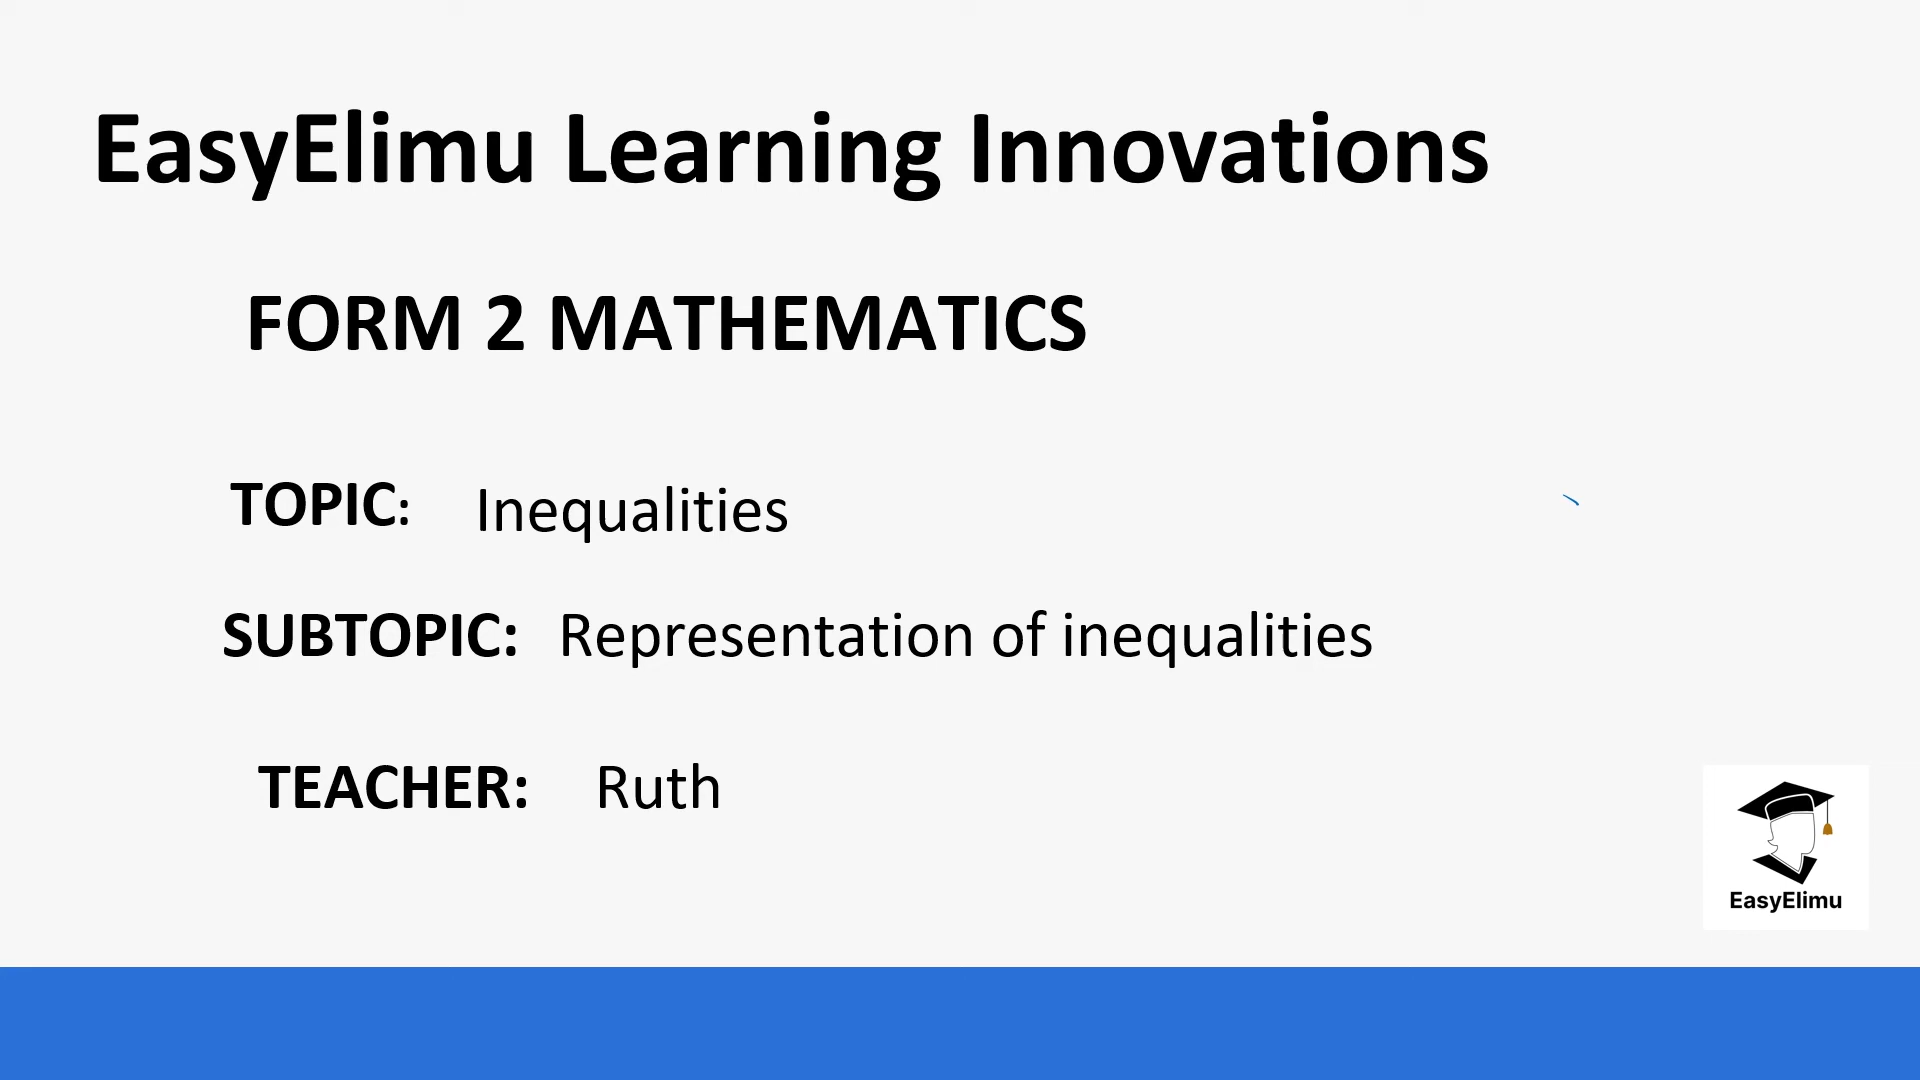 EasyElimu Learning Innovations
FORM 2 MATHEMATICS
TOPIC: Inequalities
SUBTOPIC: Representation of inequalities
TEACHER: Ruth
EasyElimu